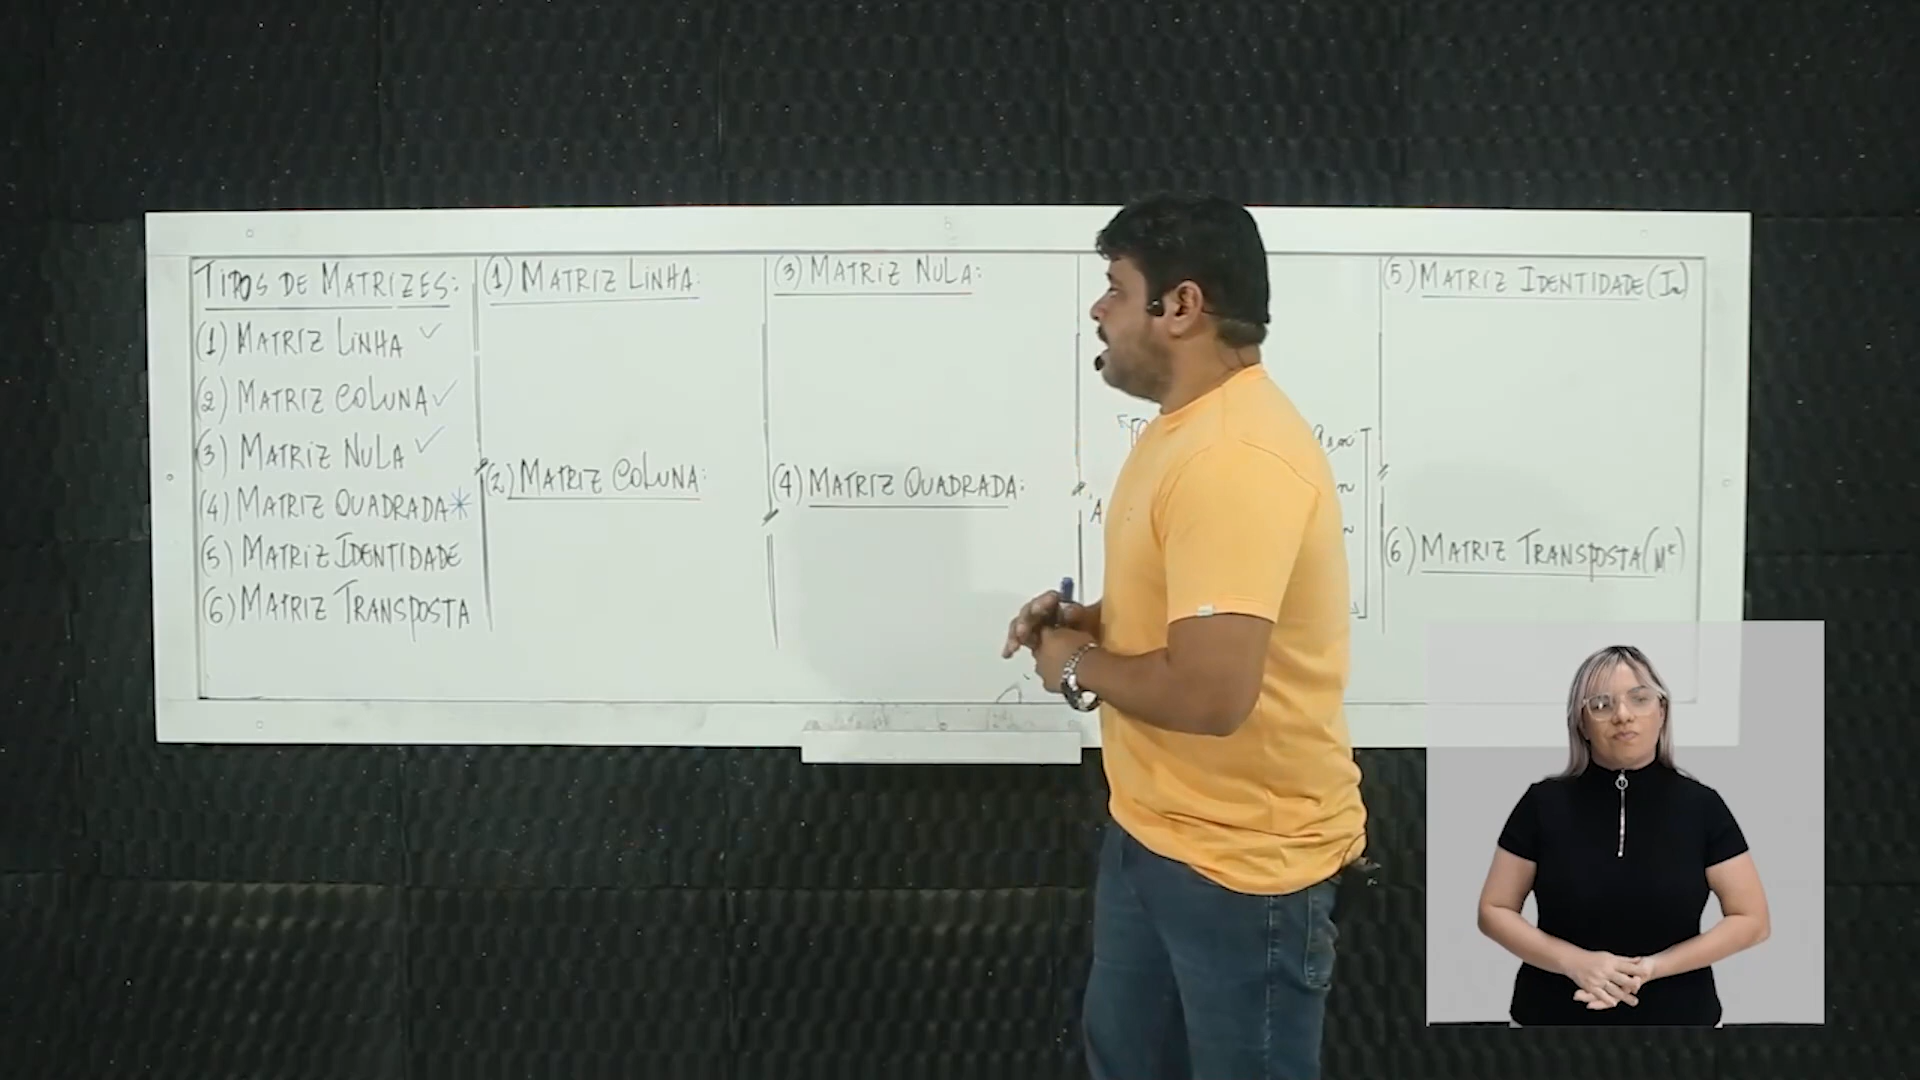 TIPOS DE MATRIZES:
(1) MATRIZ LINHA ✓
(2) MATRIZ COLUNA ✓
(3) MATRIZ NULA ✓
(4) MATRIZ QUADRADA *
(5) MATRIZ IDENTIDADE
(6) MATRIZ TRANSPOSTA
(1) MATRIZ LINHA:
(2) MATRIZ COLUNA:
(3) MATRIZ NULA:
(4) MATRIZ QUADRADA:
A
(5) MATRIZ IDENTIDADE (In)
(6) MATRIZ TRANSPOSTA (Mt)